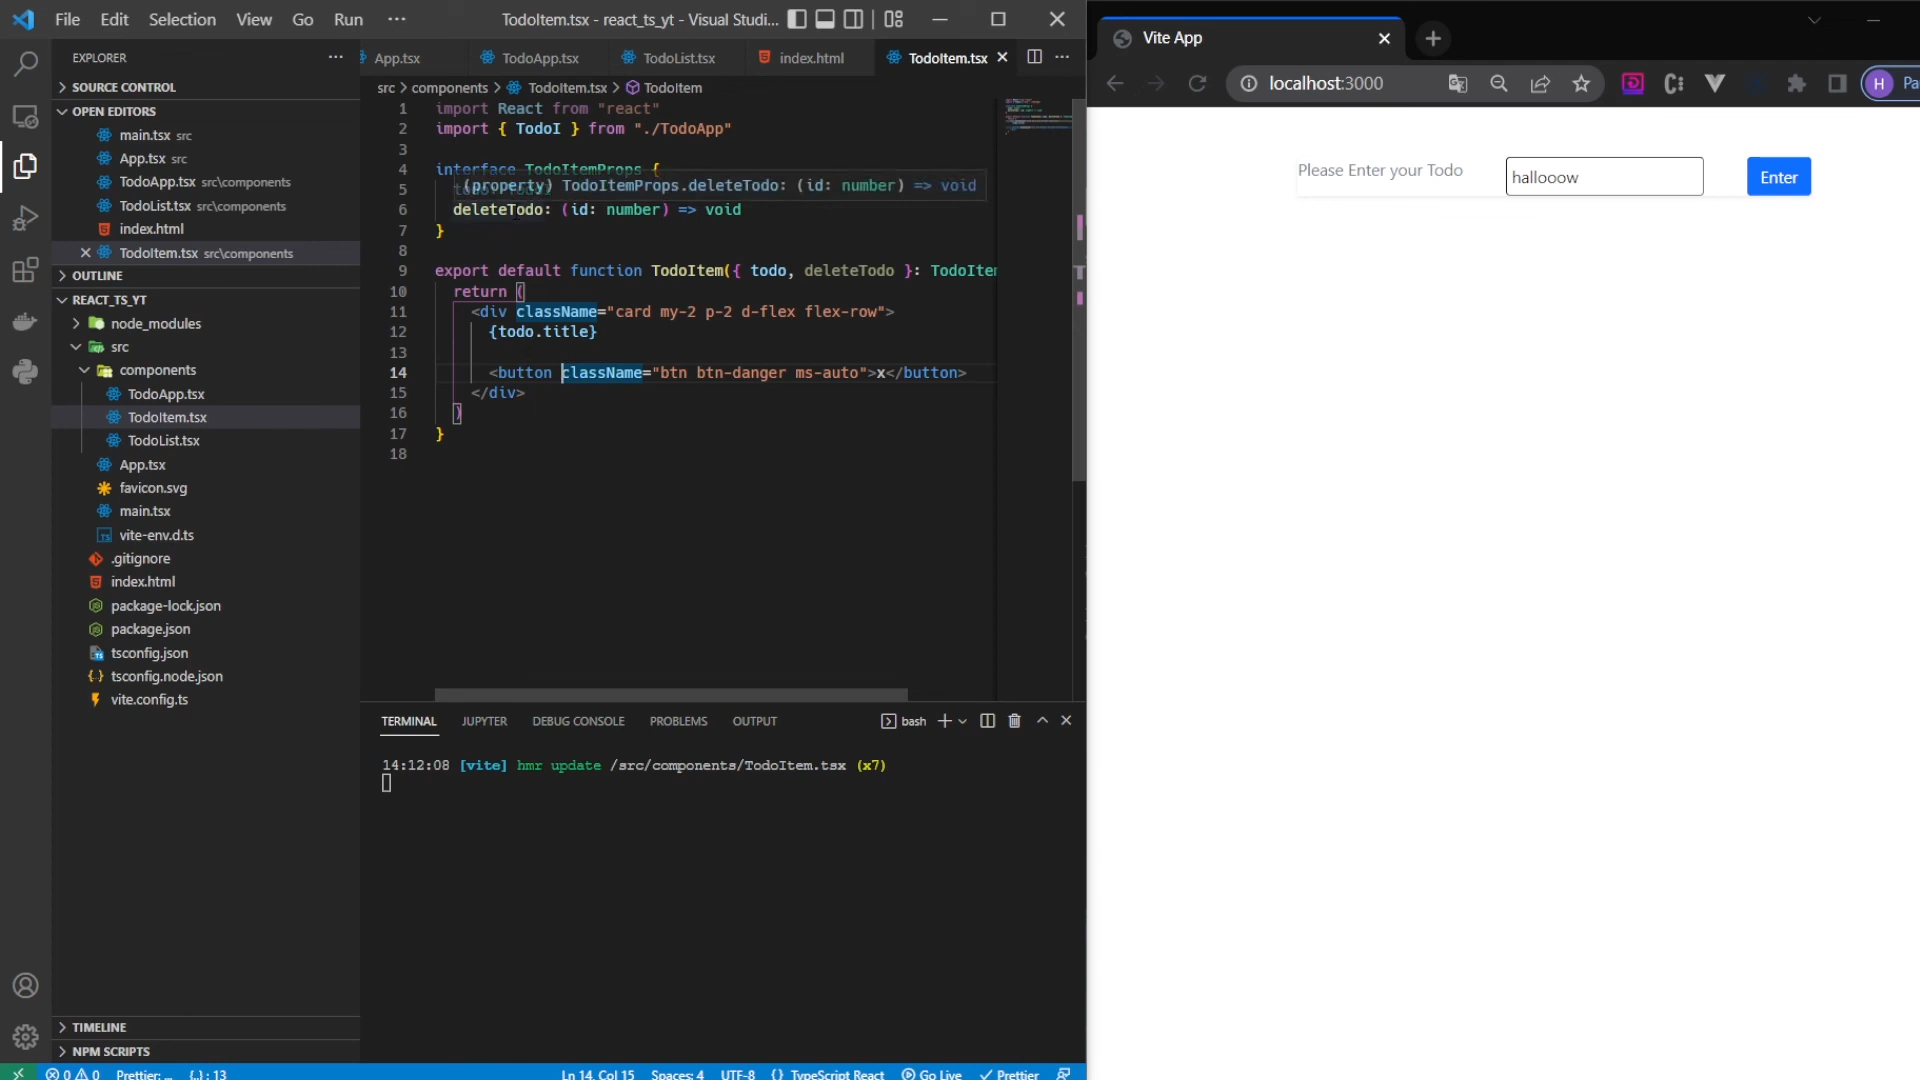 File Edit Selection View Go Run ··· TodoItem.tsx - react_ts_yt - Visual Studi...
EXPLORER ···
SOURCE CONTROL
OPEN EDITORS
main.tsx src
App.tsx src
TodoApp.tsx src\components
TodoList.tsx src\components
index.html
TodoItem.tsx src\components
OUTLINE
REACT_TS_YT
node_modules
src
components
TodoApp.tsx
TodoItem.tsx
TodoList.tsx
App.tsx
favicon.svg
main.tsx
vite-env.d.ts
.gitignore
index.html
package-lock.json
package.json
tsconfig.json
tsconfig.node.json
vite.config.ts
TIMELINE
NPM SCRIPTS
App.tsx TodoApp.tsx TodoList.tsx index.html TodoItem.tsx
src > components > TodoItem.tsx > TodoItem
1 import React from "react"
2 import { TodoI } from "./TodoApp"
3
4 interface TodoItemProps {
(property) TodoItemProps.deleteTodo: (id: number) => void
5
6 deleteTodo: (id: number) => void
7 }
8
9 export default function TodoItem({ todo, deleteTodo }: TodoItem
10 return (
11 <div className="card my-2 p-2 d-flex flex-row">
12 {todo.title}
13
14 <button className="btn btn-danger ms-auto">x</button>
15 </div>
16 )
17 }
18
TERMINAL JUPYTER DEBUG CONSOLE PROBLEMS OUTPUT bash
14:12:08 [vite] hmr update /src/components/TodoItem.tsx (x7)
0 0 Prettier: ... {..} : 13 Ln 14, Col 15 Spaces: 4 UTF-8 {} TypeScript React Go Live Prettier
Vite App
localhost:3000 H Pa
Please Enter your Todo hallooow Enter